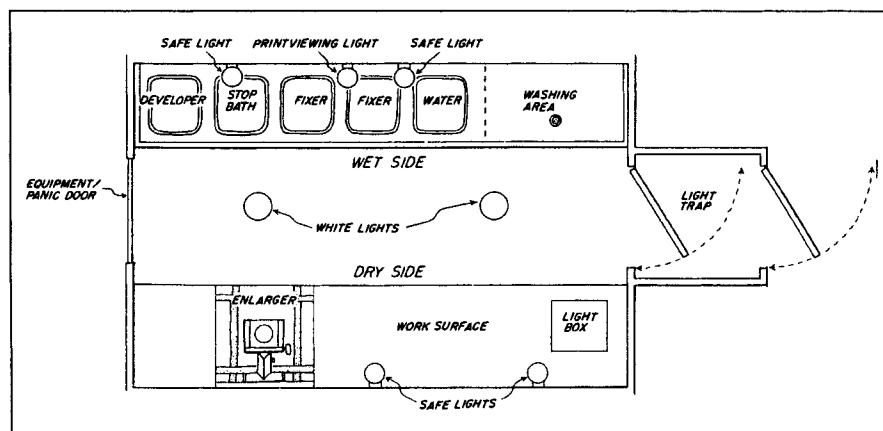 SAFE LIGHT
PRINTVIEWING LIGHT
SAFE LIGHT
DEVELOPER
STOP
BATH
FIXER
FIXER
WATER
WASHING
AREA
WET SIDE
EQUIPMENT/
PANIC DOOR
LIGHT
TRAP
WHITE LIGHTS
DRY SIDE
ENLARGER
WORK SURFACE
LIGHT
BOX
SAFE LIGHTS